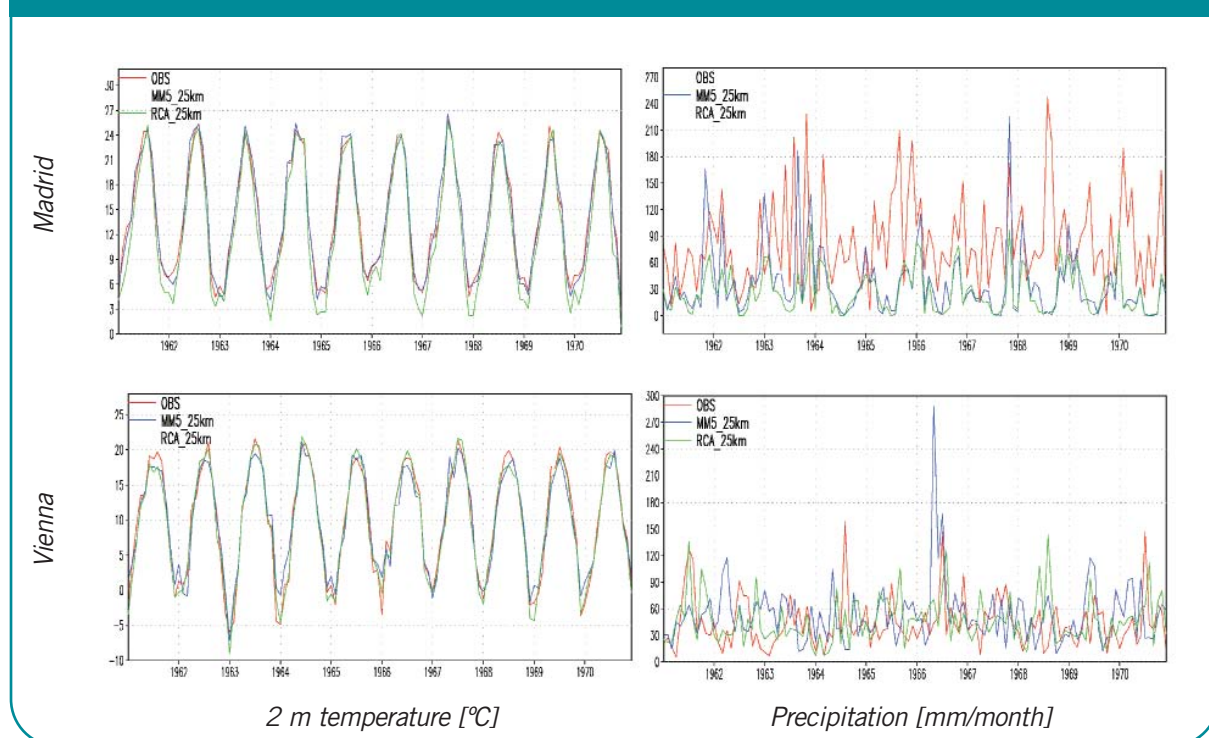 Madrid
30
27
24
21
18
15
12
9
6
3
0
OBS
MM5_25km
RCA_25km
1962 1963 1964 1965 1966 1967 1968 1969 1970
270
240
210
180
150
120
90
60
30
0
OBS
MM5_25km
RCA_25km
1962 1963 1964 1965 1966 1967 1968 1969 1970
Vienna
25
20
15
10
5
0
-5
-10
OBS
MM5_25km
RCA_25km
1962 1963 1964 1965 1966 1967 1968 1969 1970
300
270
240
180
150
120
90
60
30
0
OBS
MM5_25km
RCA_25km
1962 1963 1964 1965 1966 1967 1968 1969 1970
2 m temperature [ºC]
Precipitation [mm/month]